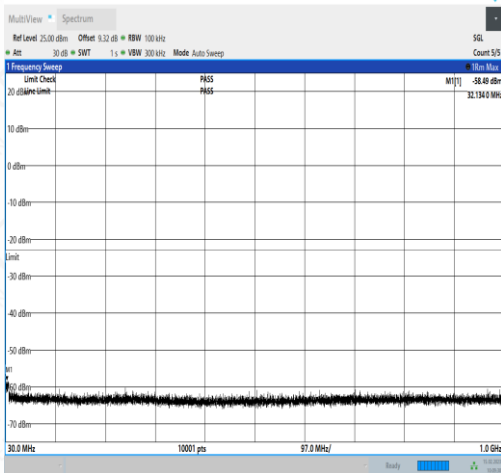 MultiView Spectrum
Ref Level 25.00 dBm Offset 9.32 dB RBW 100 kHz SGL
Att 30 dB SWT 1 s VBW 300 kHz Mode Auto Sweep Count 5/5
1 Frequency Sweep 1Rm Max
Limit Check PASS M1[1] -58.49 dBm
20 dBm Line Limit PASS 32.1340 MHz
10 dBm
0 dBm
-10 dBm
-20 dBm
Limit
-30 dBm
-40 dBm
-50 dBm
M1
-60 dBm
-70 dBm
30.0 MHz 10001 pts 97.0 MHz/ 1.0 GHz
Ready